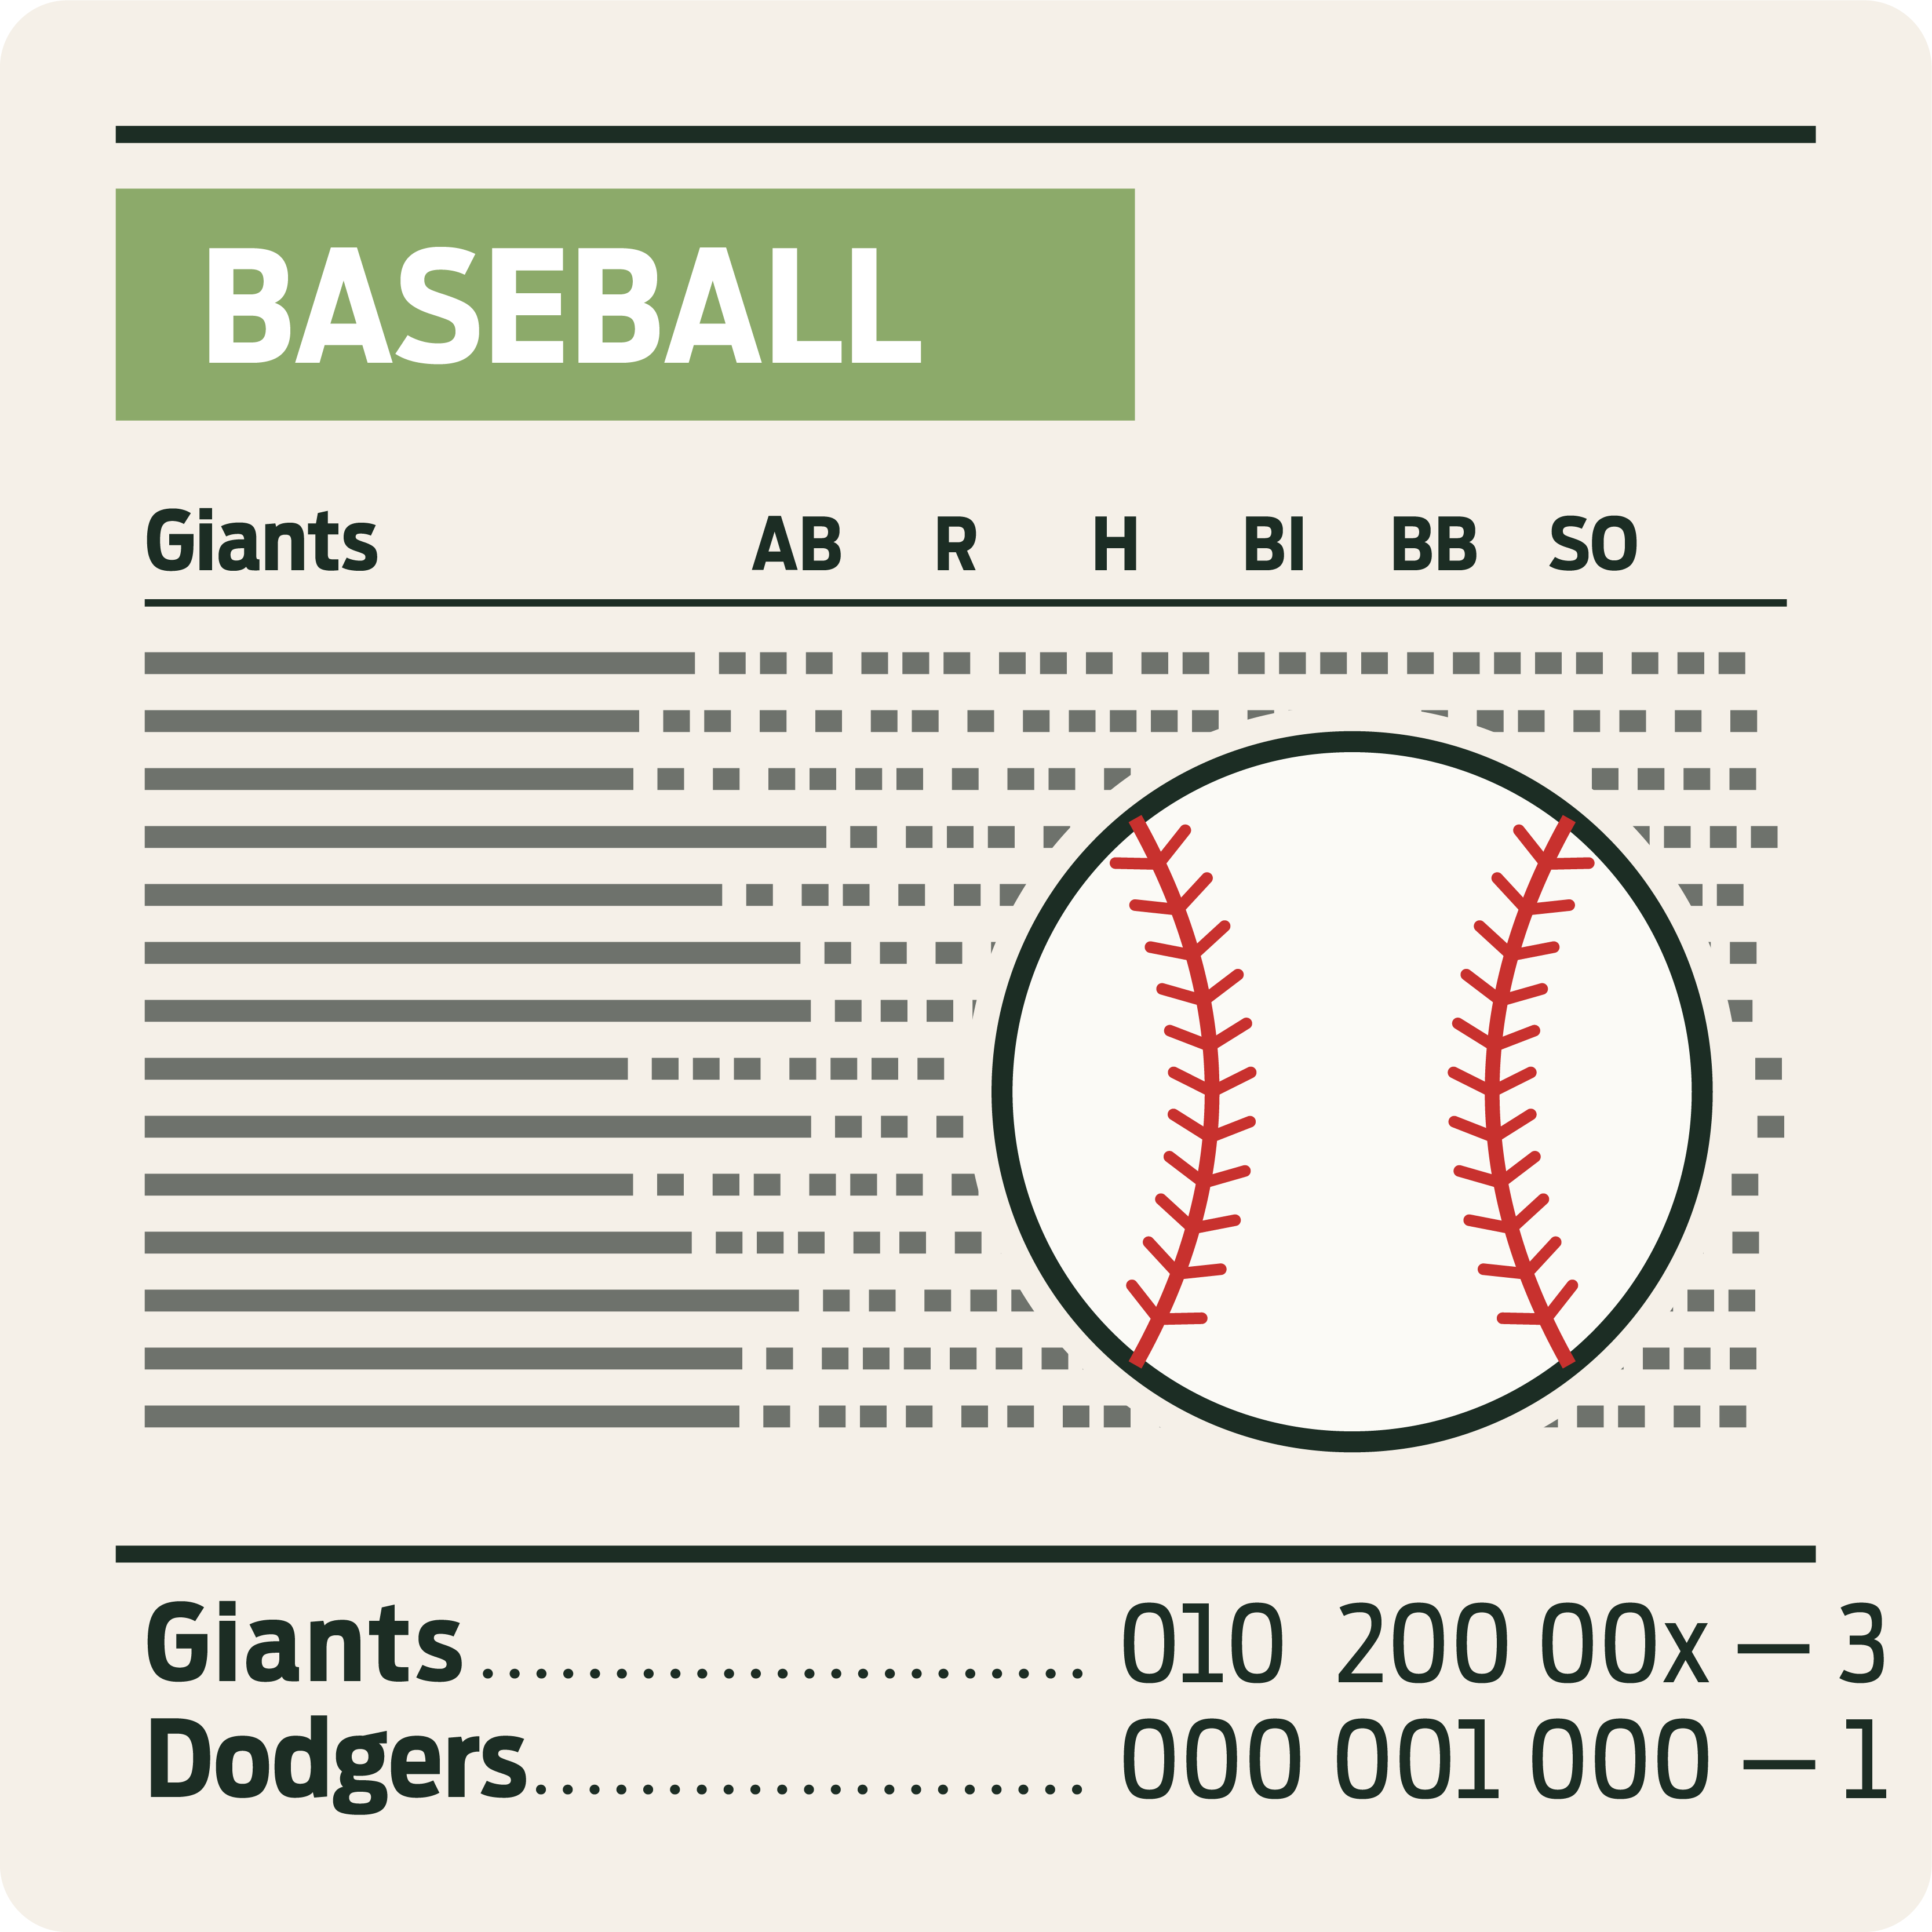 BASEBALL
Giants AB R H BI BB SO
Giants ....................... 010 200 00x – 3
Dodgers..................... 000 001 000 – 1